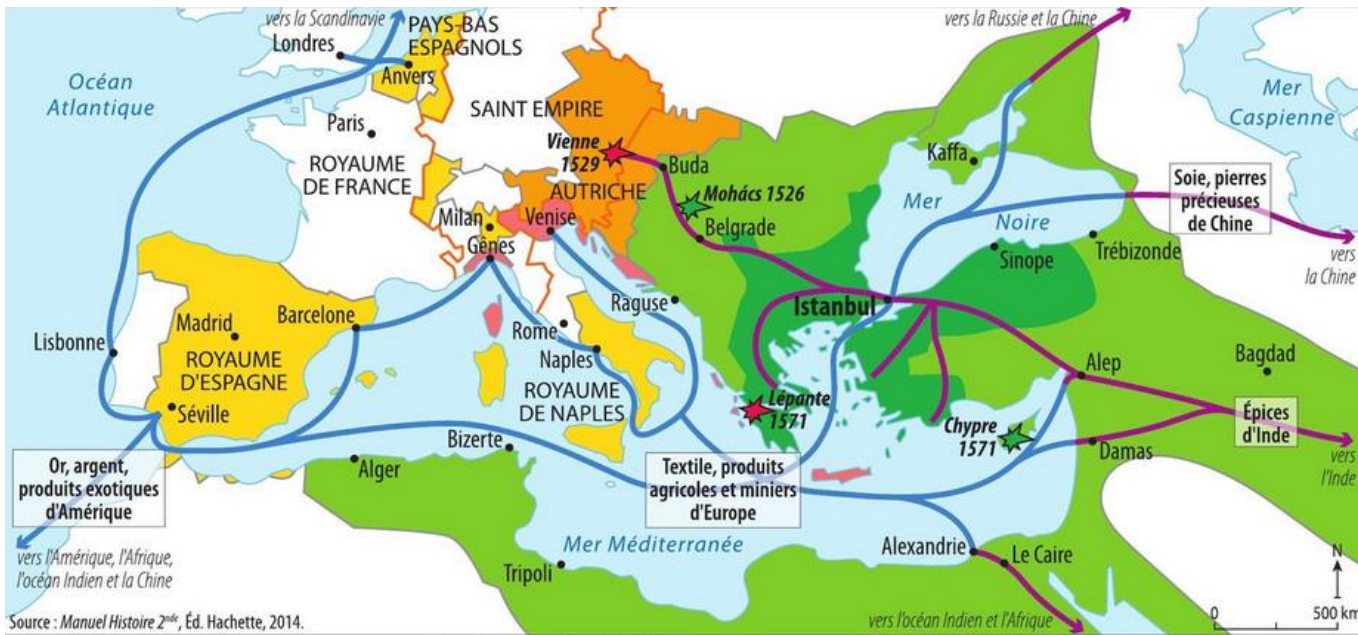 vers la Scandinavie
Londres
PAYS-BAS
ESPAGNOLS
Anvers
vers la Russie et la Chine
Océan
Atlantique
Paris
SAINT EMPIRE
Mer
Caspienne
ROYAUME
DE FRANCE
Vienne
1529
Buda
AUTRICHE
Mohács 1526
Kaffa
Mer
Noire
Soie, pierres
précieuses
de Chine
Milan
Venise
Belgrade
Gênes
Sinope
Trébizonde
vers
la Chine
Raguse
Istanbul
Madrid
Barcelone
Rome
Naples
Lisbonne
ROYAUME
D'ESPAGNE
Séville
ROYAUME
DE NAPLES
Alep
Bagdad
Lépante
1571
Chypre
1571
Épices
d'Inde
Bizerte
Alger
Damas
vers
l'Inde
Or, argent,
produits exotiques
d'Amérique
Textile, produits
agricoles et miniers
d'Europe
Mer Méditerranée
Alexandrie
Le Caire
vers l'Amérique, l'Afrique,
l'océan Indien et la Chine
Tripoli
N
0 500 km
Source : Manuel Histoire 2nde, Éd. Hachette, 2014.
vers l'océan Indien et l'Afrique